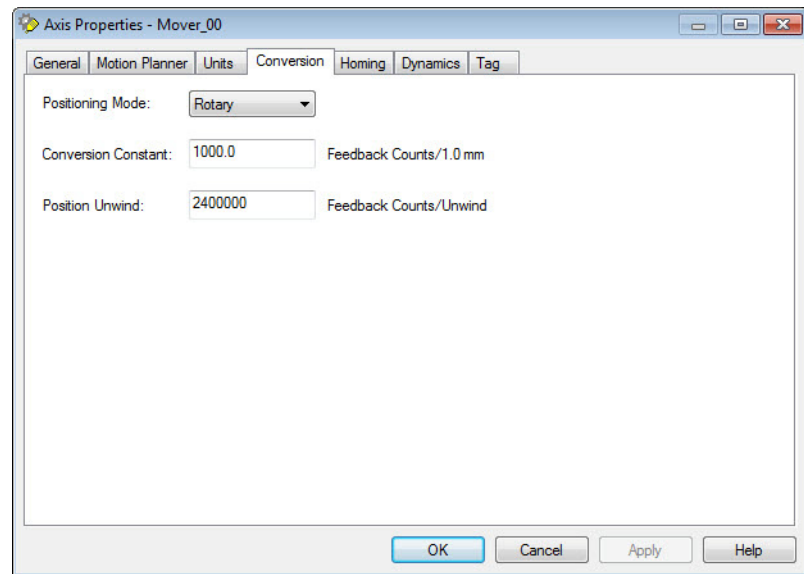 Axis Properties - Mover_00
General Motion Planner Units Conversion Homing Dynamics Tag
Positioning Mode: Rotary
Conversion Constant: 1000.0 Feedback Counts/1.0 mm
Position Unwind: 2400000 Feedback Counts/Unwind
OK Cancel Apply Help